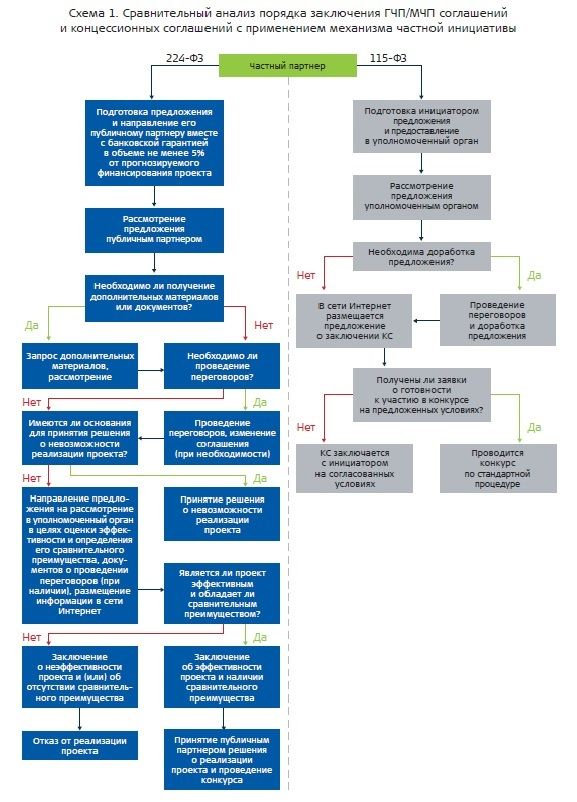 Схема 1. Сравнительный анализ порядка заключения ГЧП/МЧП соглашений
и концессионных соглашений с применением механизма частной инициативы
224–ФЗ
Частный партнер
115–ФЗ
Подготовка предложения
и направление его
публичному партнеру вместе
с банковской гарантией
в объеме не менее 5%
от прогнозируемого
финансирования проекта
Рассмотрение
предложения
публичным партнером
Необходимо ли получение
дополнительных материалов
или документов?
Да
Нет
Запрос дополнительных
материалов,
рассмотрение
Необходимо ли
проведение
переговоров?
Нет
Да
Имеются ли основания
для принятия решения
о невозможности
реализации проекта?
Проведение
переговоров, изменение
соглашения
(при необходимости)
Нет
Да
Направление предло-
жения на рассмотрение
в уполномоченный орган
в целях оценки эффек-
тивности и определения
его сравнительного
преимущества, доку-
ментов о проведении
переговоров (при
наличии), размещение
информации в сети
Интернет
Принятие решения
о невозможности
реализации
проекта
Является ли проект
эффективным
и обладает ли
сравнительным
преимуществом?
Нет
Да
Заключение
о неэффективности
проекта и (или) об
отсутствии сравнитель-
ного преимущества
Заключение
об эффективности
проекта и наличии
сравнительного
преимущества
Отказ от реализации
проекта
Принятие публичным
партнером решения
о реализации
проекта и проведение
конкурса
Подготовка инициатором
предложения
и предоставление
в уполномоченный орган
Рассмотрение
предложения
уполномоченным органом
Необходима доработка
предложения?
Нет
Да
В сети Интернет
размещается
предложение
о заключении КС
Проведение
переговоров
и доработка
предложения
Получены ли заявки
о готовности
к участию в конкурсе
на предложенных условиях?
Нет
Да
КС заключается
с инициатором
на согласованных
условиях
Проводится
конкурс
по стандартной
процедуре